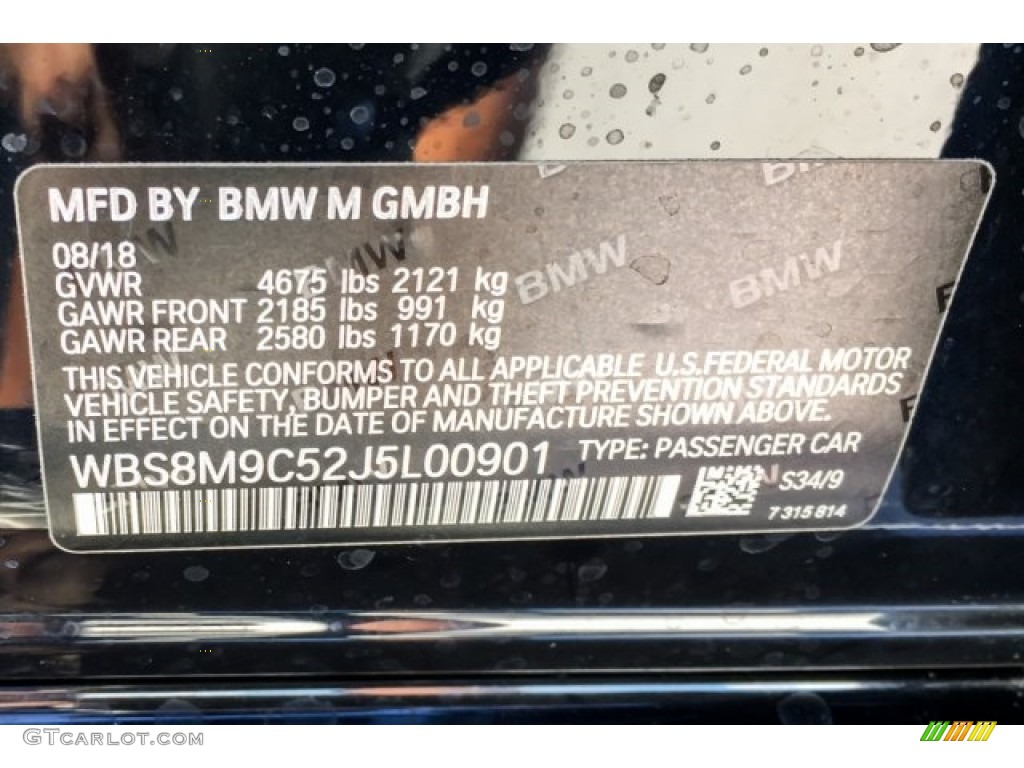 MFD BY BMW M GMBH
08/18
GVWR 4675 lbs 2121 kg
GAWR FRONT 2185 lbs 991 kg
GAWR REAR 2580 lbs 1170 kg
THIS VEHICLE CONFORMS TO ALL APPLICABLE U.S.FEDERAL MOTOR
VEHICLE SAFETY, BUMPER AND THEFT PREVENTION STANDARDS
IN EFFECT ON THE DATE OF MANUFACTURE SHOWN ABOVE.
WBS8M9C52J5L00901 TYPE: PASSENGER CAR
S34/9
7 315 814
BMW
BMW
BMW
GTCARLOT.COM